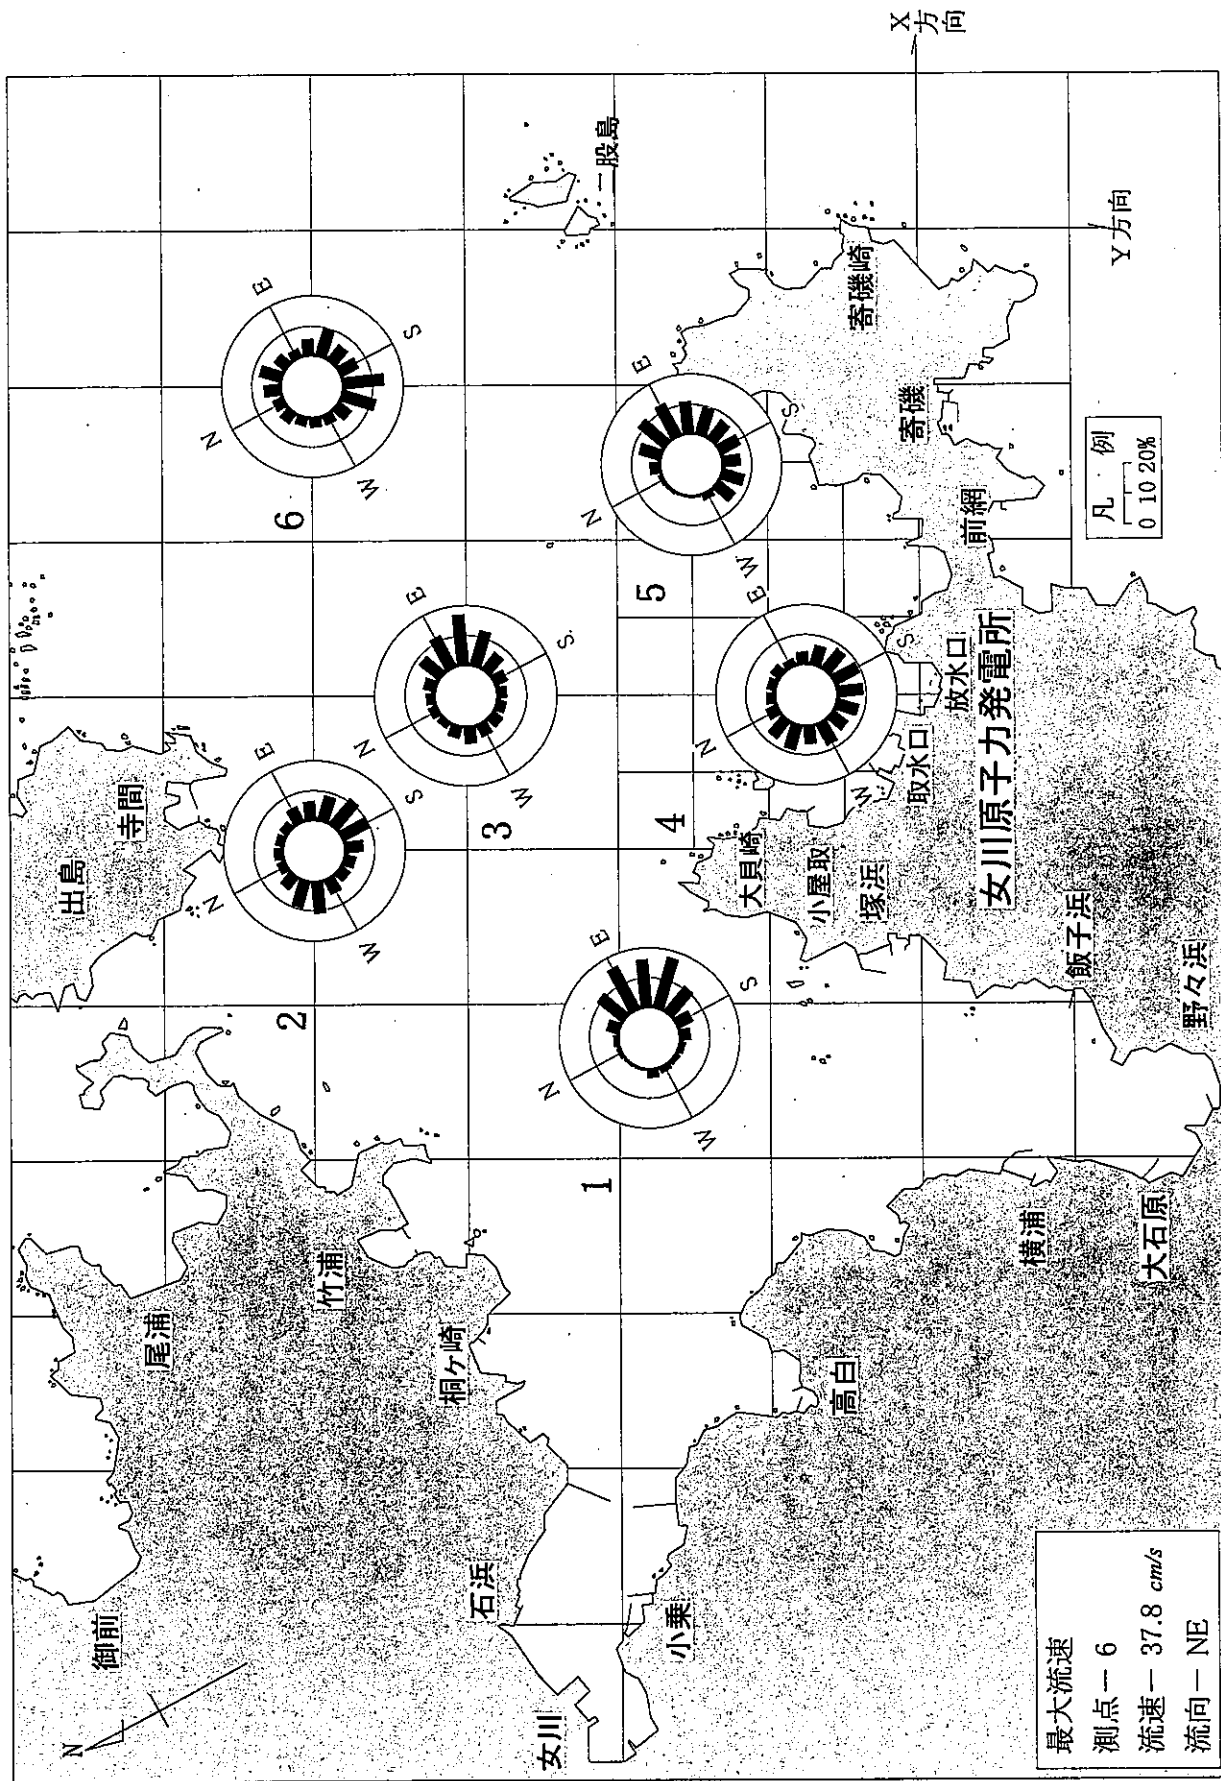 N
御前
尾浦
竹浦
桐ヶ崎
石浜
女川
小乗
高白
横浦
大石原
野々浜
飯子浜
塚浜
小屋取
大貝崎
取水口
放水口
女川原子力発電所
前網
寄磯
寄磯崎
二股島
出島
寺間
1
N
E
S
W
2
N
E
S
W
3
N
E
S
W
4
N
E
S
W
5
N
E
S
W
6
N
E
S
W
X方向
Y方向
凡 例
0 10 20%
最大流速
測点－6
流速－37.8 cm/s
流向－NE